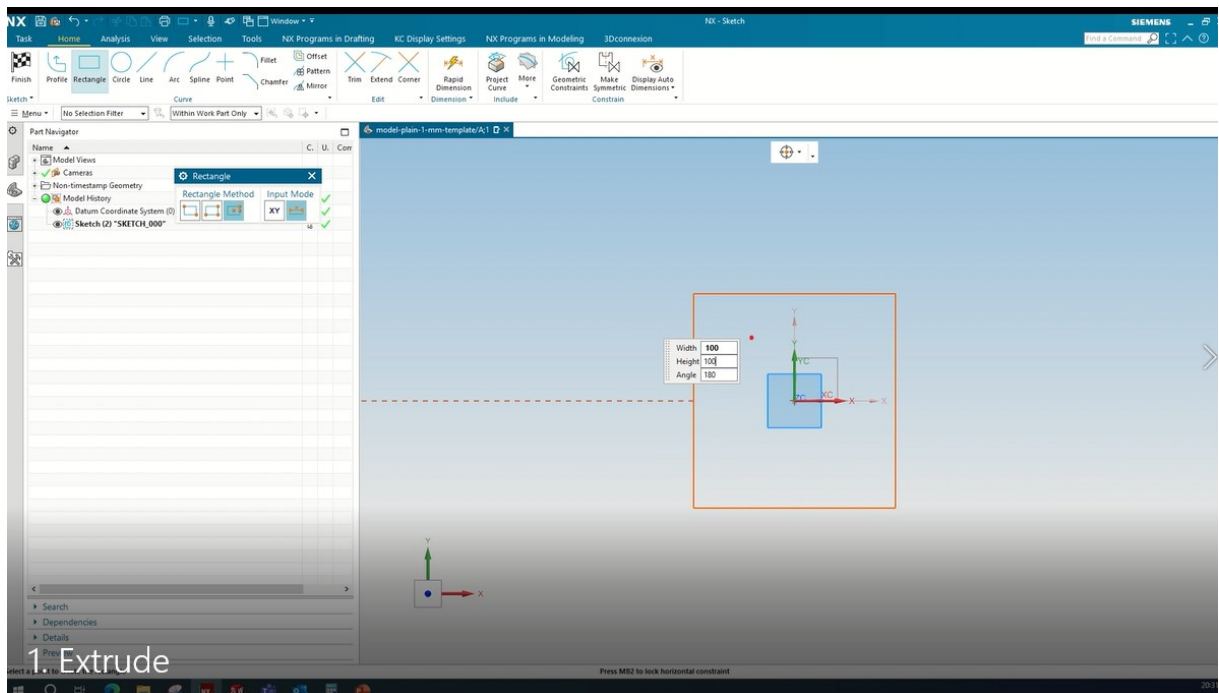 NX
Window
NX - Sketch
SIEMENS
Task Home Analysis View Selection Tools NX Programs in Drafting KC Display Settings NX Programs in Modeling 3Dconnexion
Find a Command
Finish Profile Rectangle Circle Line Arc Spline Point
Fillet
Chamfer
Offset
Pattern
Mirror
Trim Extend Corner
Rapid Dimension
Project Curve
More
Geometric Constraints
Make Symmetric
Display Auto Dimensions
Sketch Curve Edit Dimension Include Constrain
Menu No Selection Filter Within Work Part Only
Part Navigator
model-plain-1-mm-template/A;1
Name C. U. Com
Model Views
Cameras
Non-timestamp Geometry
Model History
Datum Coordinate System (0)
Sketch (2) "SKETCH_000"
Rectangle
Rectangle Method Input Mode
XY
Width 100
Height 100
Angle 180
Y
Y
YC
XC
X
X
Y
X
Search
Dependencies
Details
1. Extrude
Press MB2 to lock horizontal constraint